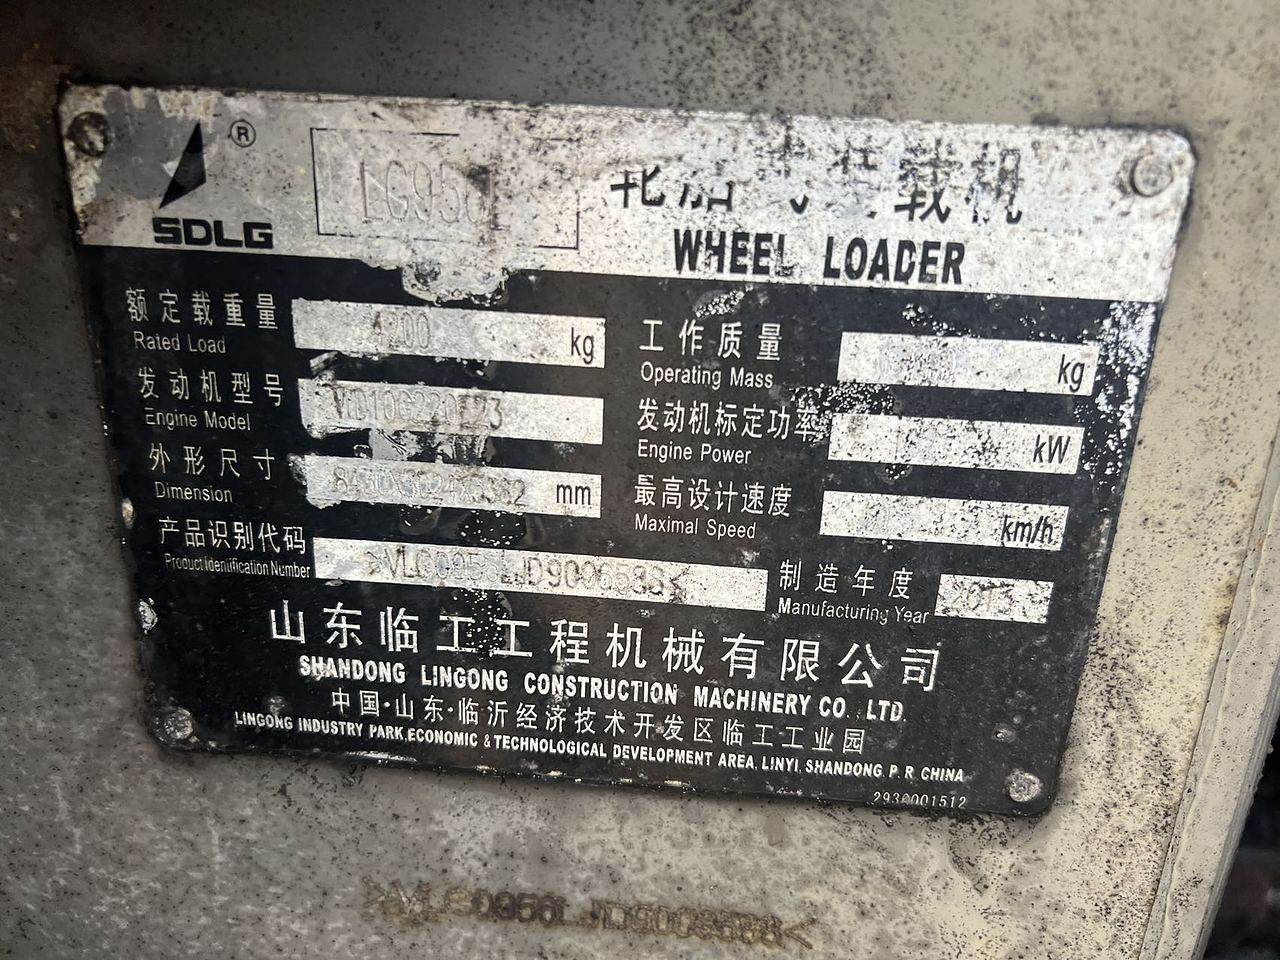 ® 装载机
SDLG WHEEL LOADER
额定载重量 4200 kg 工作质量 kg
Rated Load Operating Mass
发动机型号 发动机标定功率 kW
Engine Model Engine Power
外形尺寸 mm 最高设计速度 km/h
Dimension Maximal Speed
产品识别代码 制造年度 2013
Product Identification Number Manufacturing Year
山东临工工程机械有限公司
SHANDONG LINGONG CONSTRUCTION MACHINERY CO., LTD.
中国·山东·临沂经济技术开发区临工工业园
LINGONG INDUSTRY PARK,ECONOMIC & TECHNOLOGICAL DEVELOPMENT AREA, LINYI, SHANDONG, P. R. CHINA
2930001512